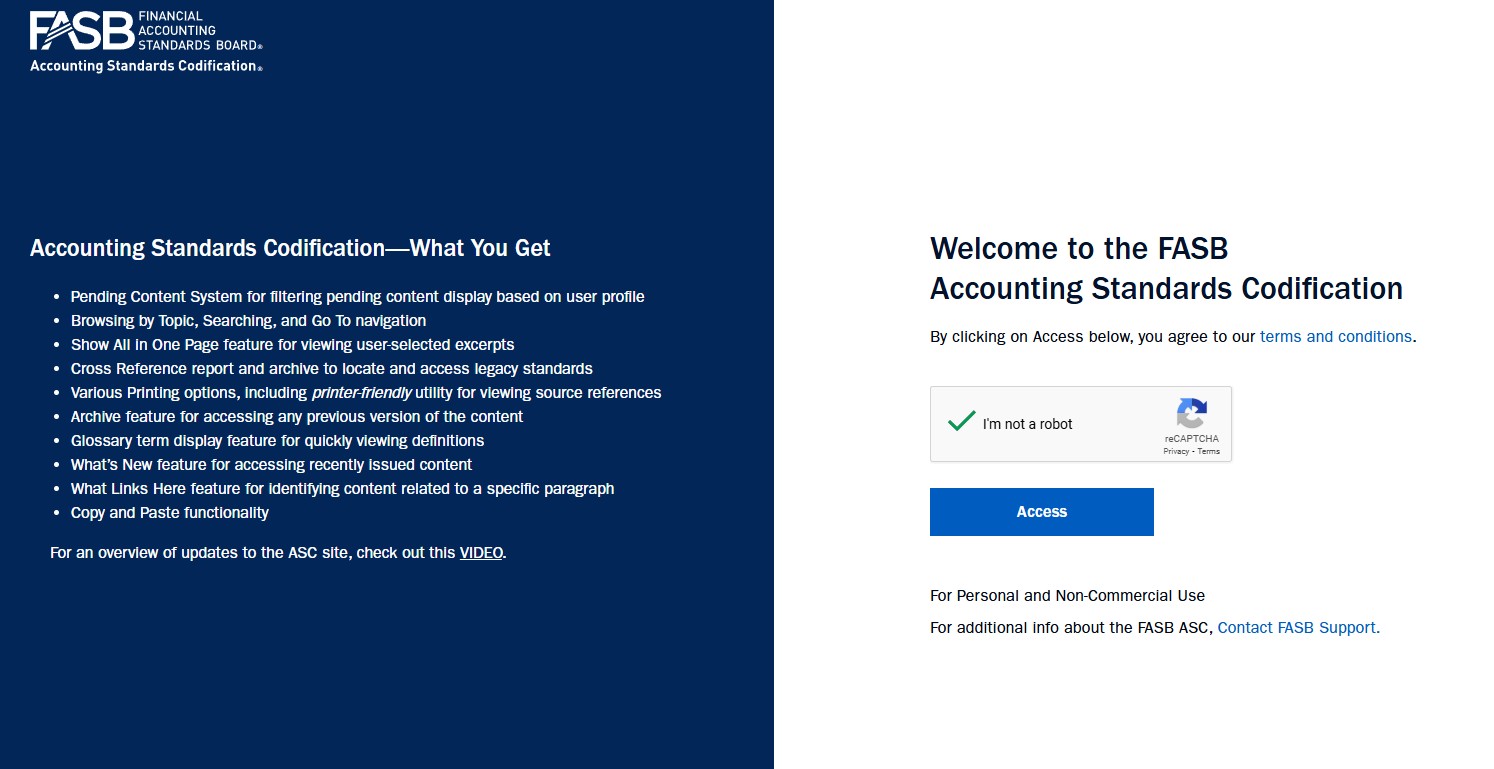 FASB FINANCIAL
ACCOUNTING
STANDARDS BOARD®
Accounting Standards Codification®
Accounting Standards Codification—What You Get
• Pending Content System for filtering pending content display based on user profile
• Browsing by Topic, Searching, and Go To navigation
• Show All in One Page feature for viewing user-selected excerpts
• Cross Reference report and archive to locate and access legacy standards
• Various Printing options, including printer-friendly utility for viewing source references
• Archive feature for accessing any previous version of the content
• Glossary term display feature for quickly viewing definitions
• What's New feature for accessing recently issued content
• What Links Here feature for identifying content related to a specific paragraph
• Copy and Paste functionality
For an overview of updates to the ASC site, check out this VIDEO.
Welcome to the FASB
Accounting Standards Codification
By clicking on Access below, you agree to our terms and conditions.
I'm not a robot
reCAPTCHA
Privacy - Terms
Access
For Personal and Non-Commercial Use
For additional info about the FASB ASC, Contact FASB Support.